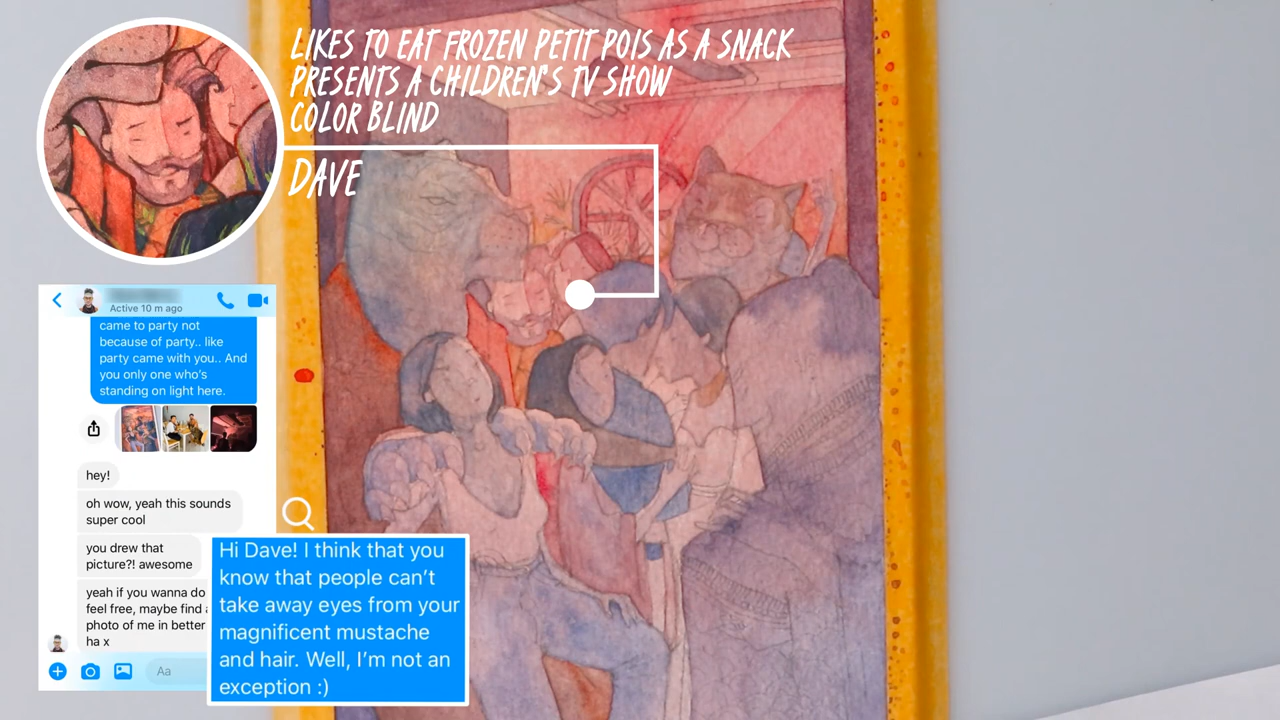 LIKES TO EAT FROZEN PETIT POIS AS A SNACK
PRESENTS A CHILDREN'S TV SHOW
COLOR BLIND
DAVE
Active 10 m ago
came to party not
because of party.. like
party came with you.. And
you only one who's
standing on light here.
hey!
oh wow, yeah this sounds
super cool
you drew that
picture?! awesome
yeah if you wanna do
feel free, maybe find
photo of me in better
ha x
Aa
Hi Dave! I think that you
know that people can't
take away eyes from your
magnificent mustache
and hair. Well, I'm not an
exception :)